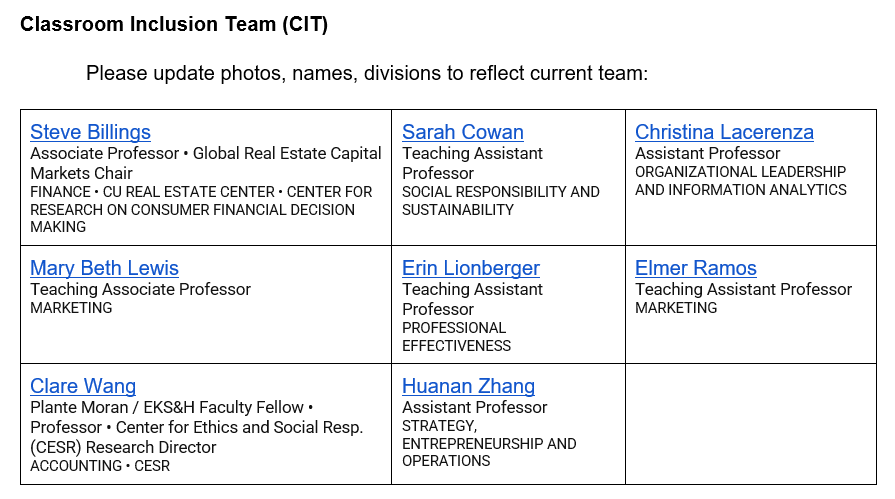 Classroom Inclusion Team (CIT)
Please update photos, names, divisions to reflect current team:
Steve Billings
Associate Professor • Global Real Estate Capital
Markets Chair
FINANCE • CU REAL ESTATE CENTER • CENTER FOR
RESEARCH ON CONSUMER FINANCIAL DECISION
MAKING
Sarah Cowan
Teaching Assistant
Professor
SOCIAL RESPONSIBILITY AND
SUSTAINABILITY
Christina Lacerenza
Assistant Professor
ORGANIZATIONAL LEADERSHIP
AND INFORMATION ANALYTICS
Mary Beth Lewis
Teaching Associate Professor
MARKETING
Erin Lionberger
Teaching Assistant
Professor
PROFESSIONAL
EFFECTIVENESS
Elmer Ramos
Teaching Assistant Professor
MARKETING
Clare Wang
Plante Moran / EKS&H Faculty Fellow •
Professor • Center for Ethics and Social Resp.
(CESR) Research Director
ACCOUNTING • CESR
Huanan Zhang
Assistant Professor
STRATEGY,
ENTREPRENEURSHIP AND
OPERATIONS